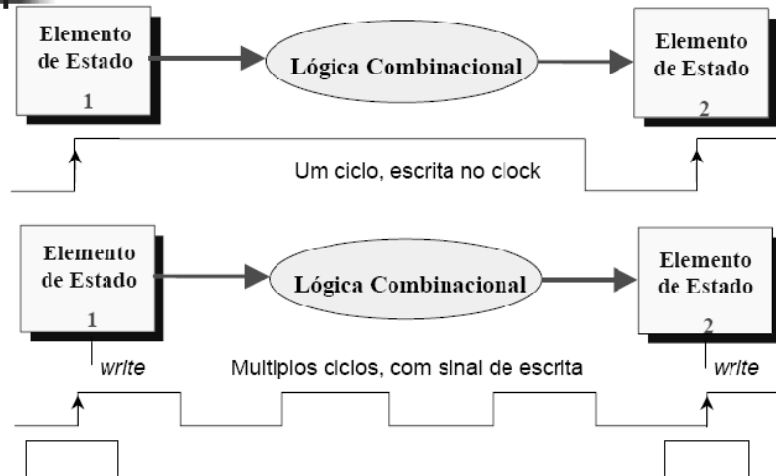 Elemento
de Estado
1
Lógica Combinacional
Elemento
de Estado
2
Um ciclo, escrita no clock
Elemento
de Estado
1
Lógica Combinacional
Elemento
de Estado
2
write
Multiplos ciclos, com sinal de escrita
write